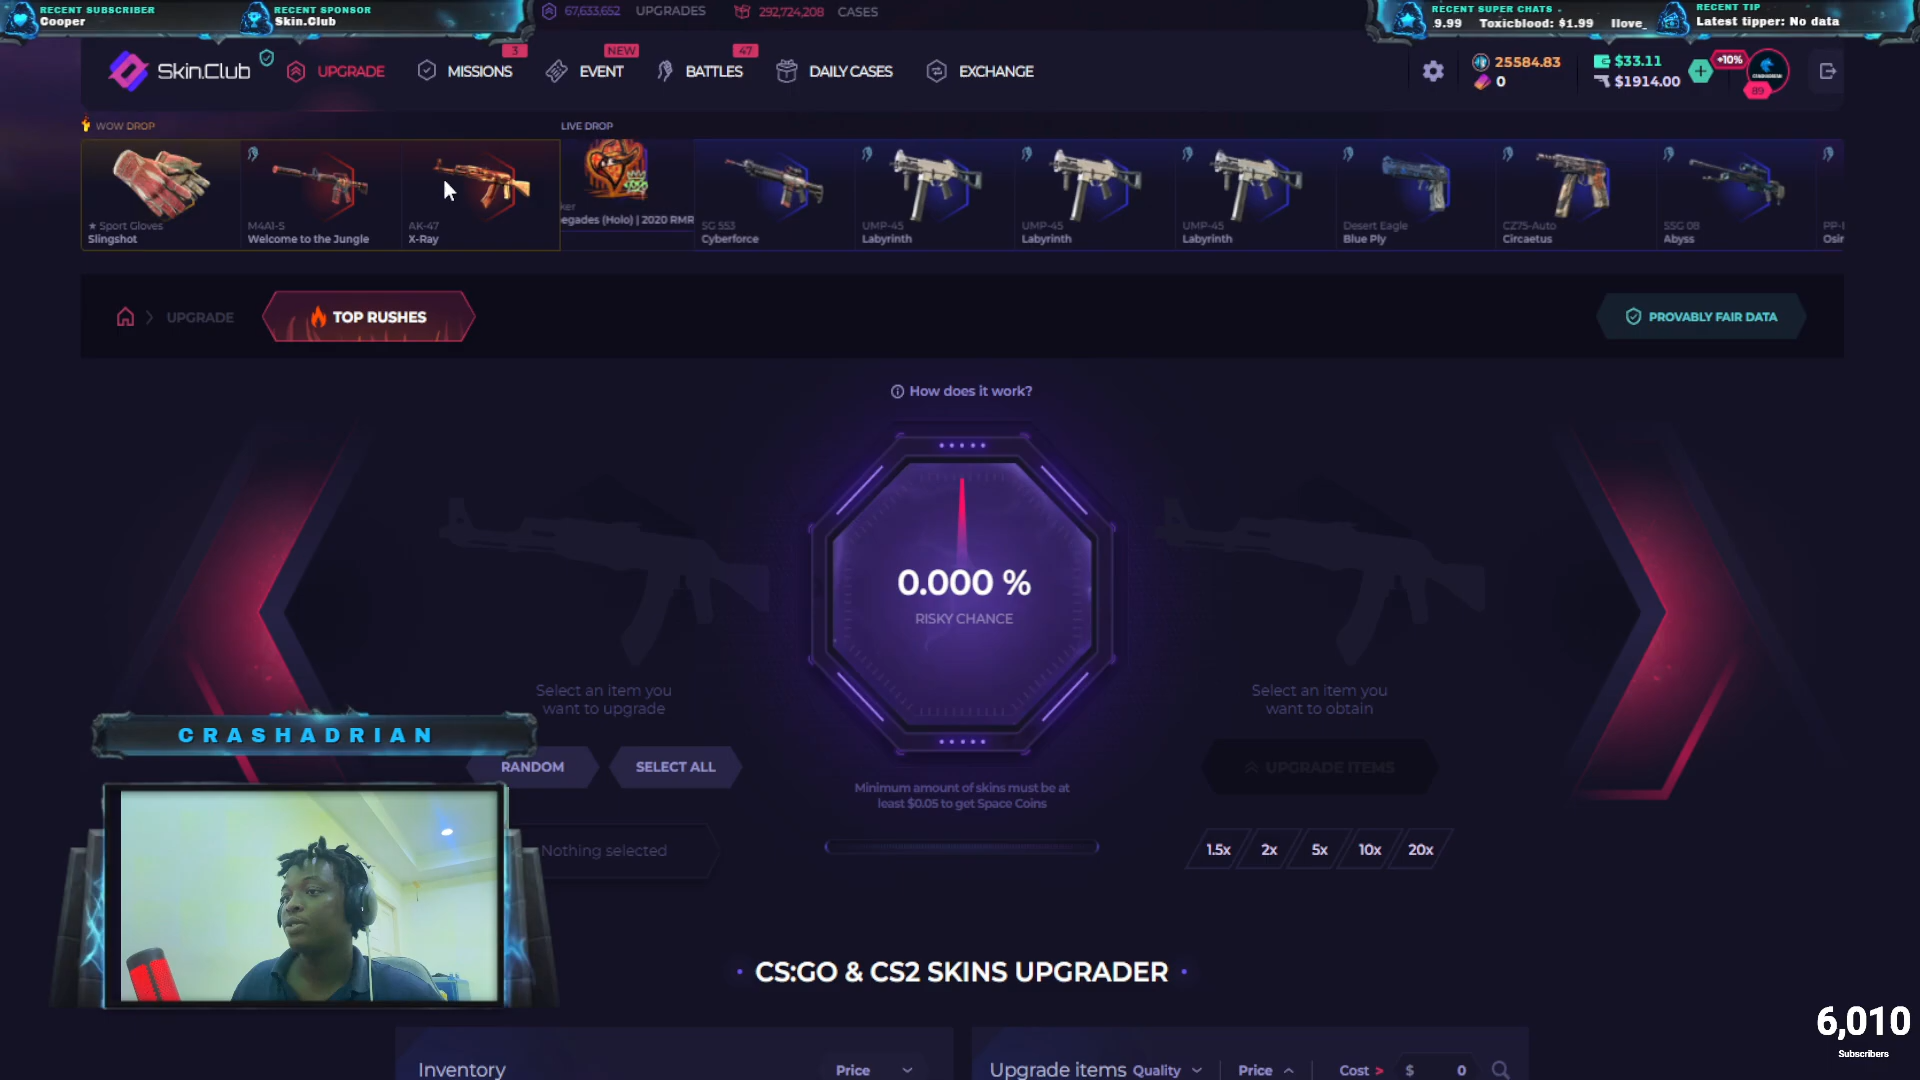 RECENT SUBSCRIBER
Cooper
RECENT SPONSOR
Skin.Club
67,633,652 UPGRADES
292,724,208 CASES
RECENT SUPER CHATS -
9.99 Toxicblood: $1.99 Ilove_
RECENT TIP
Latest tipper: No data
Skin.Club
UPGRADE
3
MISSIONS
NEW
EVENT
47
BATTLES
DAILY CASES
EXCHANGE
25584.83
0
$33.11
$1914.00
+10%
89
WOW DROP
LIVE DROP
★ Sport Gloves
Slingshot
M4A1-S
Welcome to the Jungle
AK-47
X-Ray
ker
egades (Holo) | 2020 RMR
SG 553
Cyberforce
UMP-45
Labyrinth
UMP-45
Labyrinth
UMP-45
Labyrinth
Desert Eagle
Blue Ply
CZ75-Auto
Circaetus
SSG 08
Abyss
PP-
Osir
UPGRADE
TOP RUSHES
PROVABLY FAIR DATA
How does it work?
0.000 %
RISKY CHANCE
Select an item you
want to upgrade
Select an item you
want to obtain
CRASHADRIAN
RANDOM
SELECT ALL
UPGRADE ITEMS
Minimum amount of skins must be at
least $0.05 to get Space Coins
Nothing selected
1.5x
2x
5x
10x
20x
CS:GO & CS2 SKINS UPGRADER
6,010
Subscribers
Inventory
Price
Upgrade items
Quality
Price
Cost >
$ 0